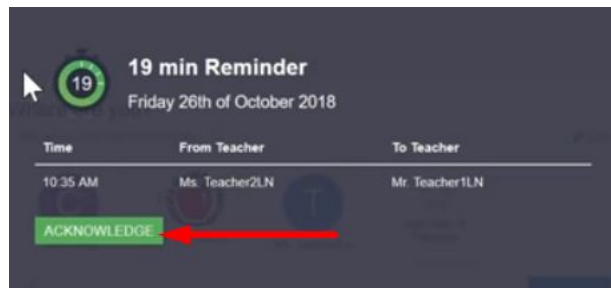 19
19 min Reminder
Friday 26th of October 2018
Time From Teacher To Teacher
10:35 AM Ms. Teacher2LN Mr. Teacher1LN
ACKNOWLEDGE